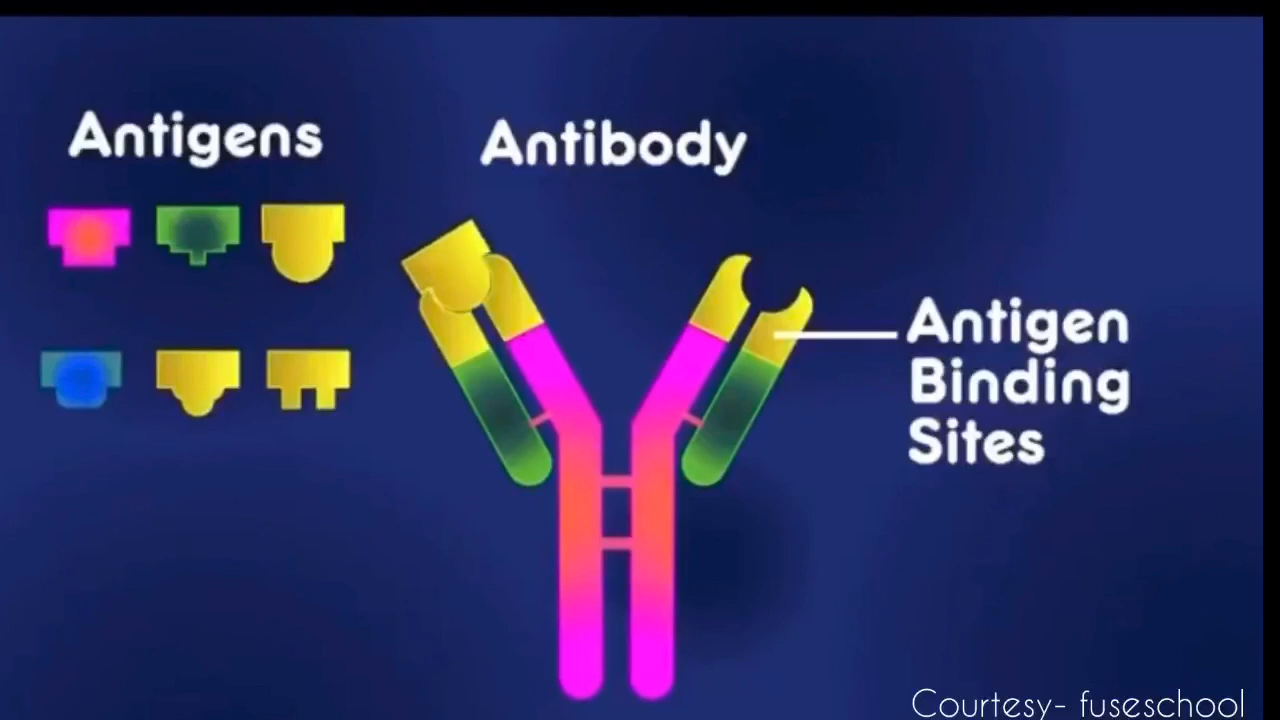 Antigens
Antibody
Antigen
Binding
Sites
Courtesy- fuseschool